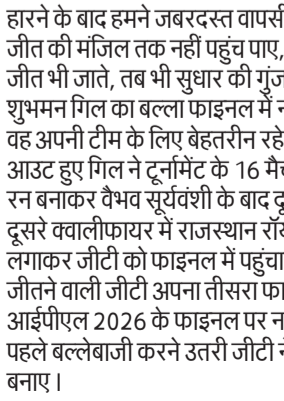 हारने के बाद हमने जबरदस्त वापसी
जीत की मंजिल तक नहीं पहुंच पाए,
जीत भी जाते, तब भी सुधार की
शुभमन गिल का बल्ला फाइनल में
वह अपनी टीम के लिए बेहतरीन रहे
आउट हुए गिल ने टूर्नामेंट के 16
रन बनाकर वैभव सूर्यवंशी के बाद
दूसरे क्वालीफायर में राजस्थान
लगाकर जीटी को फाइनल में
जीतने वाली जीटी अपना तीसरा
आईपीएल 2026 के फाइनल पर
पहले बल्लेबाजी करने उतरी जीटी
बनाए।